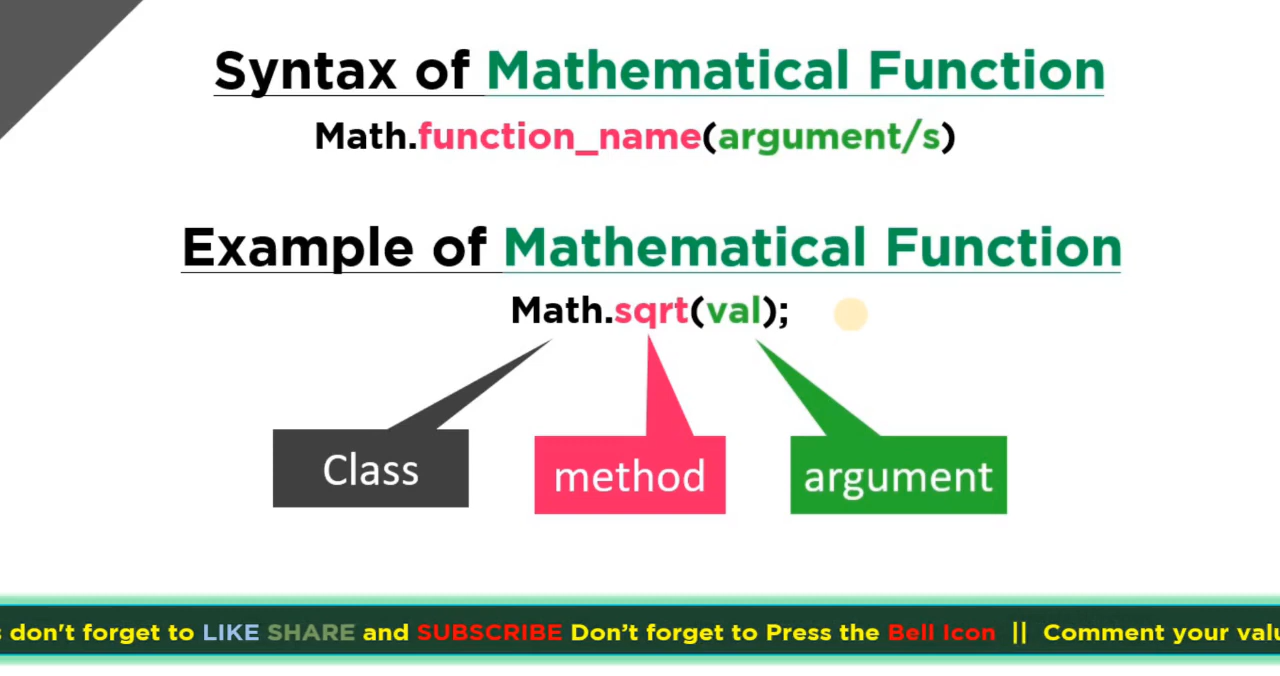 Syntax of Mathematical Function
Math.function_name(argument/s)
Example of Mathematical Function
Math.sqrt(val);
Class
method
argument
don't forget to LIKE SHARE and SUBSCRIBE Don’t forget to Press the Bell Icon || Comment your